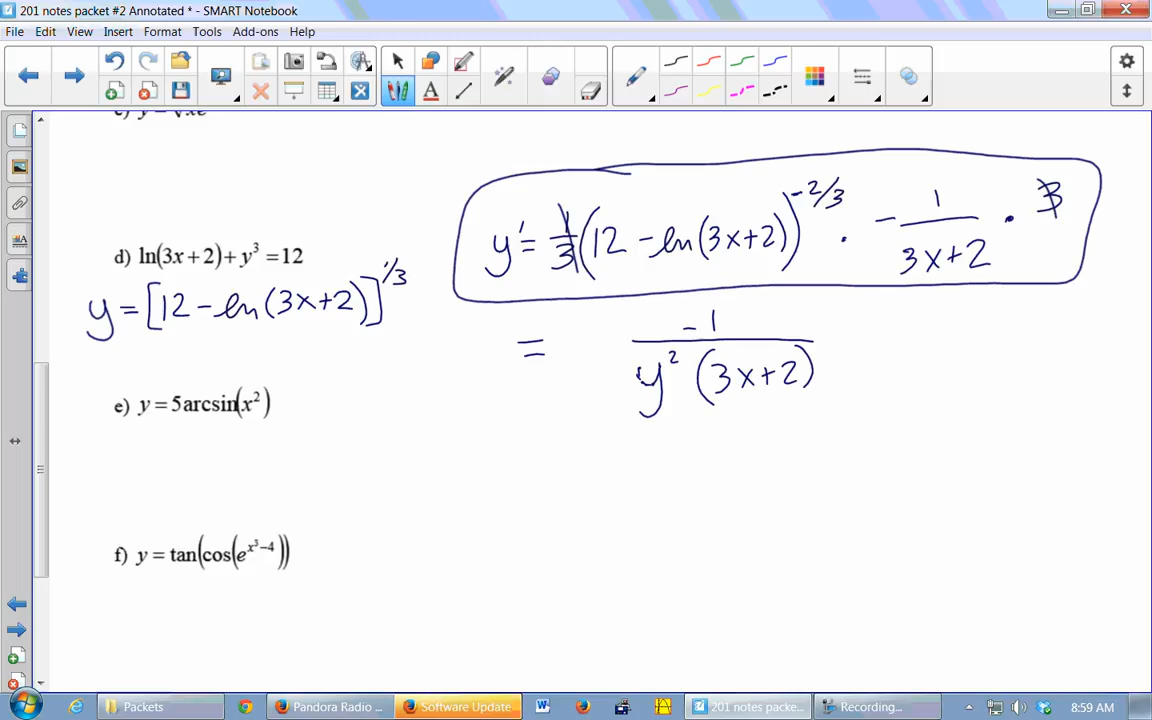 201 notes packet #2 Annotated * - SMART Notebook
File Edit View Insert Format Tools Add-ons Help
d) ln(3x+2)+y³=12
y = [12 - ln(3x+2)]^1/3
y' = 1/3 (12 - ln(3x+2))^-2/3 · - 1/(3x+2) · 3
= -1/(y² (3x+2))
e) y = 5arcsin(x²)
f) y = tan(cos(e^x³-4))
Packets
Pandora Radio ...
Software Update...
201 notes packe...
Recording...
8:59 AM